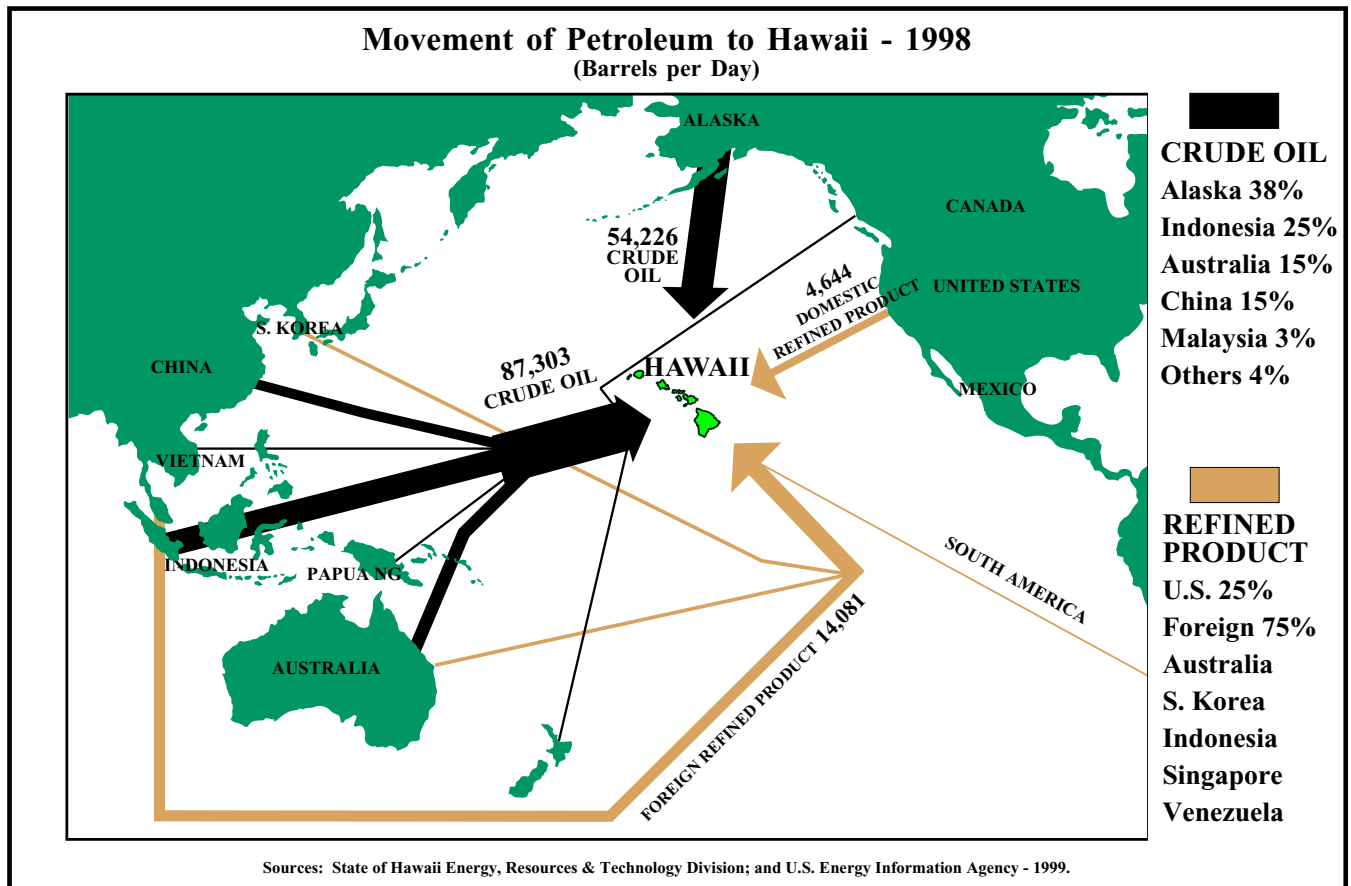 Movement of Petroleum to Hawaii - 1998
(Barrels per Day)
ALASKA
CANADA
54,226
CRUDE
OIL
4,644
DOMESTIC
REFINED PRODUCT
UNITED STATES
S. KOREA
CHINA
87,303
CRUDE OIL
HAWAII
MEXICO
VIETNAM
INDONESIA
PAPUA NG
SOUTH AMERICA
AUSTRALIA
FOREIGN REFINED PRODUCT 14,081
CRUDE OIL
Alaska 38%
Indonesia 25%
Australia 15%
China 15%
Malaysia 3%
Others 4%
REFINED
PRODUCT
U.S. 25%
Foreign 75%
Australia
S. Korea
Indonesia
Singapore
Venezuela
Sources: State of Hawaii Energy, Resources & Technology Division; and U.S. Energy Information Agency - 1999.